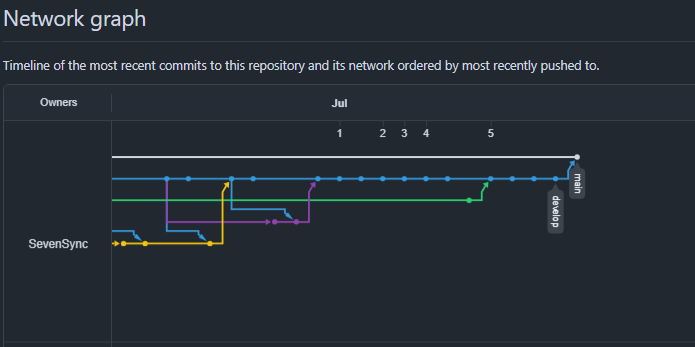 Network graph
Timeline of the most recent commits to this repository and its network ordered by most recently pushed to.
Owners
Jul
1 2 3 4 5
main
develop
SevenSync